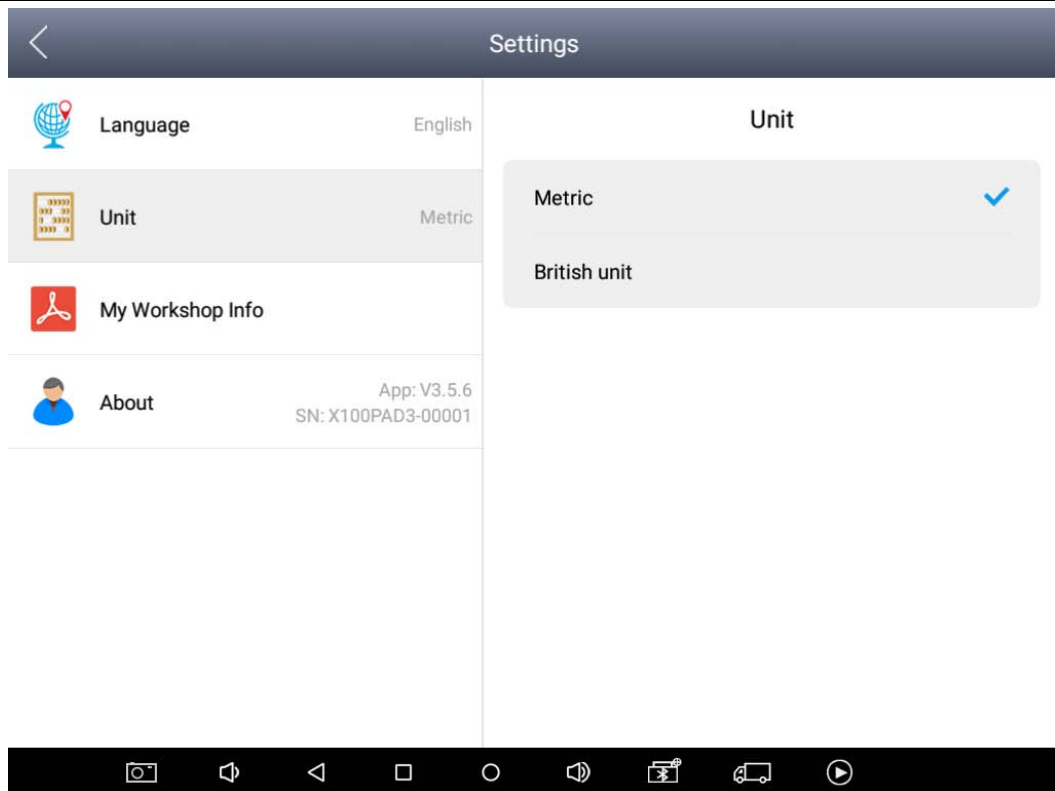 Settings
Language English
Unit Metric
My Workshop Info
About App: V3.5.6
SN: X100PAD3-00001
Unit
Metric
British unit